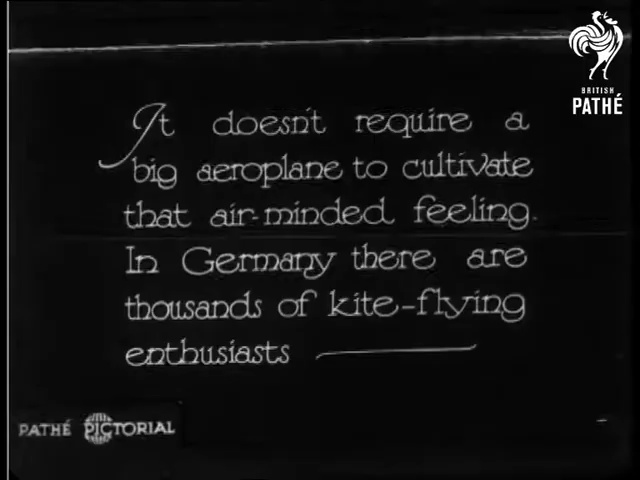 BRITISH
PATHÉ
It doesn't require a
big aeroplane to cultivate
that air-minded feeling.
In Germany there are
thousands of kite-flying
enthusiasts
PATHÉ PICTORIAL